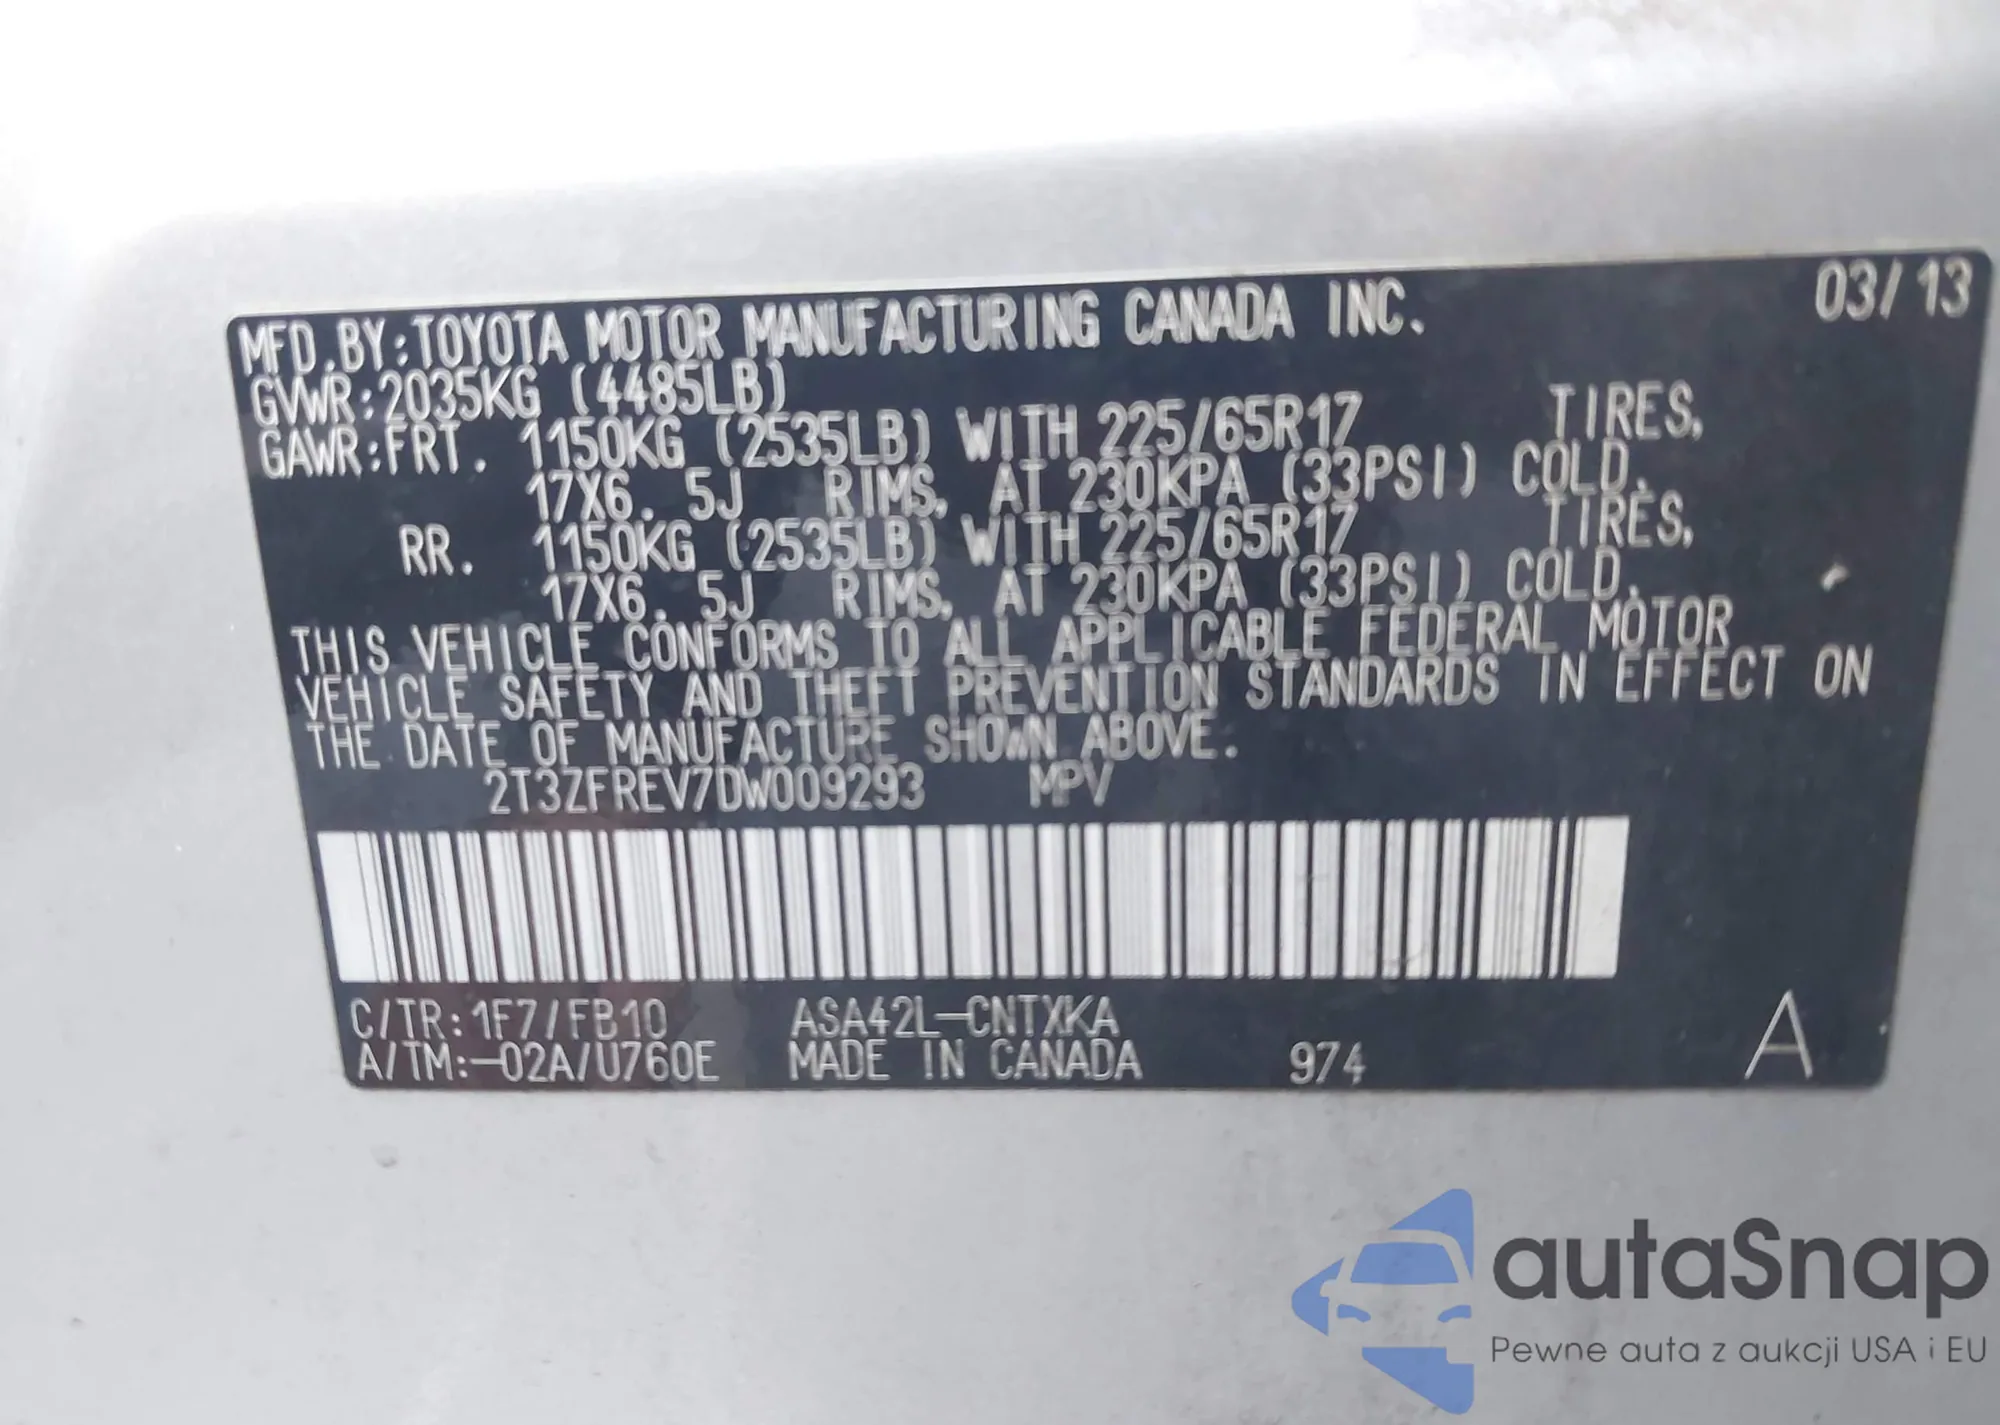 03/13
MFD.BY:TOYOTA MOTOR MANUFACTURING CANADA INC.
GVWR:2035KG (4485LB)
GAWR:FRT. 1150KG (2535LB) WITH 225/65R17 TIRES,
17X6.5J RIMS, AT 230KPA (33PSI) COLD.
RR. 1150KG (2535LB) WITH 225/65R17 TIRES,
17X6.5J RIMS, AT 230KPA (33PSI) COLD.
THIS VEHICLE CONFORMS TO ALL APPLICABLE FEDERAL MOTOR
VEHICLE SAFETY AND THEFT PREVENTION STANDARDS IN EFFECT ON
THE DATE OF MANUFACTURE SHOWN ABOVE.
2T3ZFREV7DW009293 MPV
C/TR:1F7/FB10 ASA42L-CNTXKA
A/TM:-02A/U760E MADE IN CANADA 974 A
autaSnap
Pewne auta z aukcji USA i EU